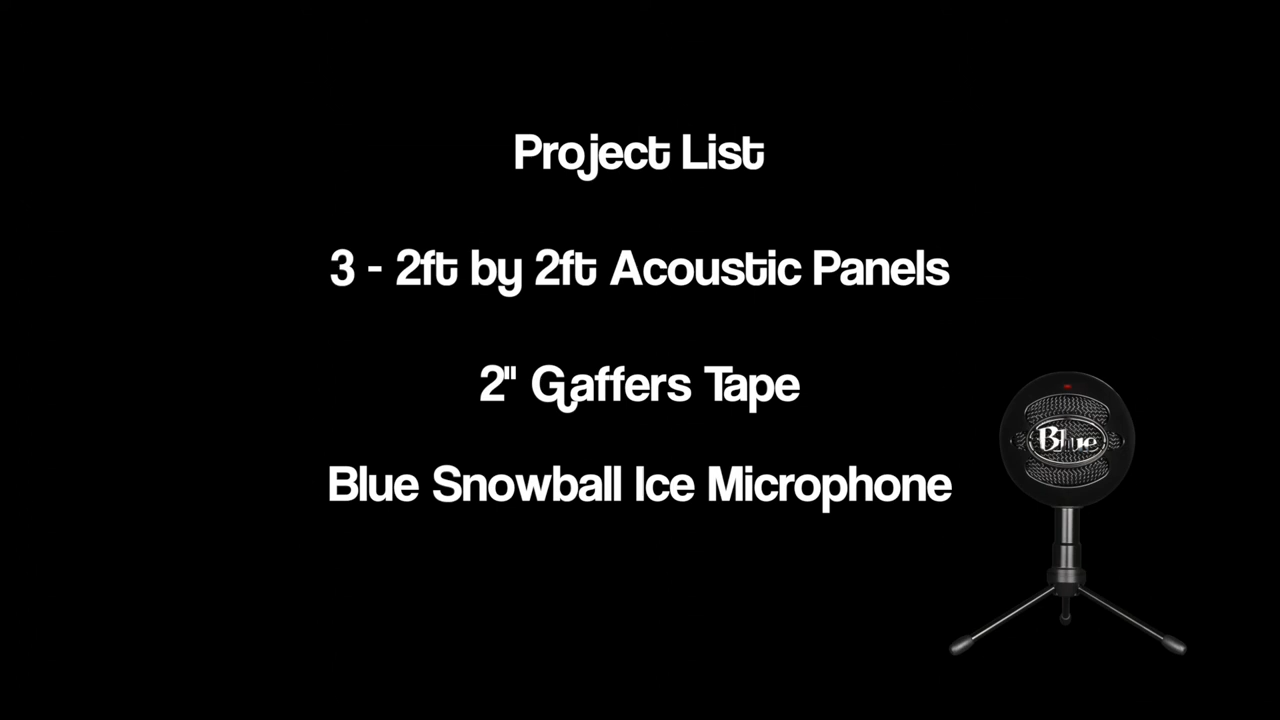 Project List
3 - 2ft by 2ft Acoustic Panels
2" Gaffers Tape
Blue Snowball Ice Microphone
Blue